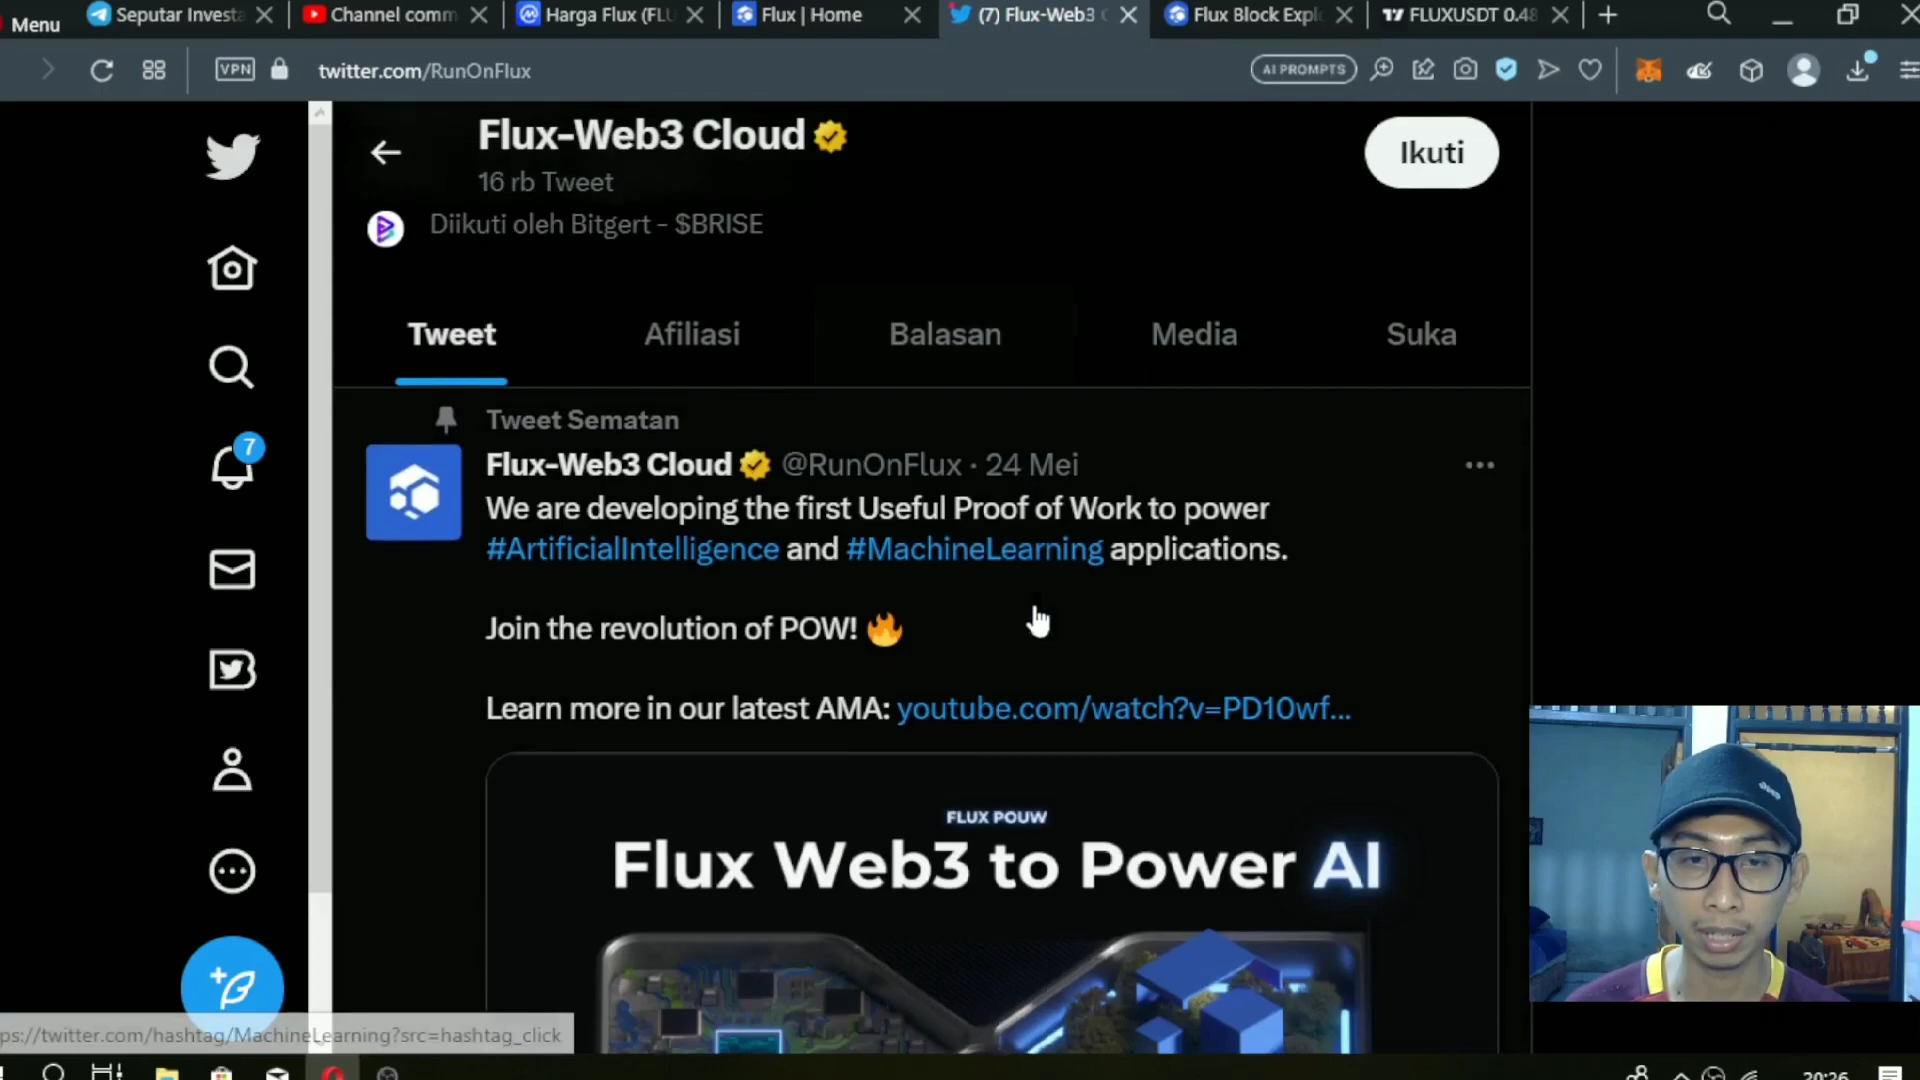 Menu
Seputar Invest
Channel comm
Harga Flux (FLU
Flux | Home
(7) Flux-Web3
Flux Block Expl
FLUXUSDT 0.48
VPN
twitter.com/RunOnFlux
AI PROMPTS
Flux-Web3 Cloud
16 rb Tweet
Ikuti
Diikuti oleh Bitgert - $BRISE
Tweet
Afiliasi
Balasan
Media
Suka
Tweet Sematan
Flux-Web3 Cloud @RunOnFlux · 24 Mei
We are developing the first Useful Proof of Work to power
#ArtificialIntelligence and #MachineLearning applications.
7
Join the revolution of POW! 🔥
Learn more in our latest AMA: youtube.com/watch?v=PD10wf...
FLUX POUW
Flux Web3 to Power AI
ps://twitter.com/hashtag/MachineLearning?src=hashtag_click
20:26